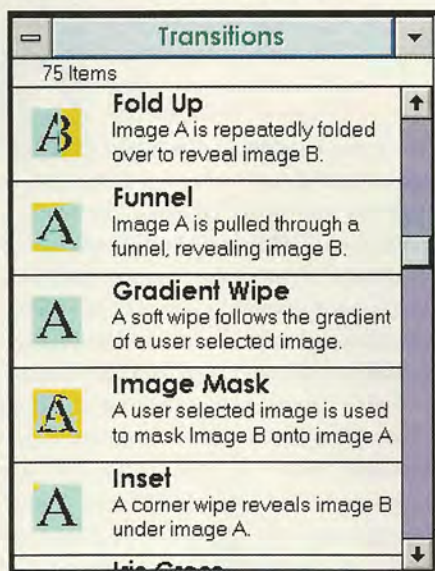 Transitions
75 Items
Fold Up
Image A is repeatedly folded
over to reveal image B.
Funnel
Image A is pulled through a
funnel, revealing image B.
Gradient Wipe
A soft wipe follows the gradient
of a user selected image.
Image Mask
A user selected image is used
to mask Image B onto image A
Inset
A corner wipe reveals image B
under image A.